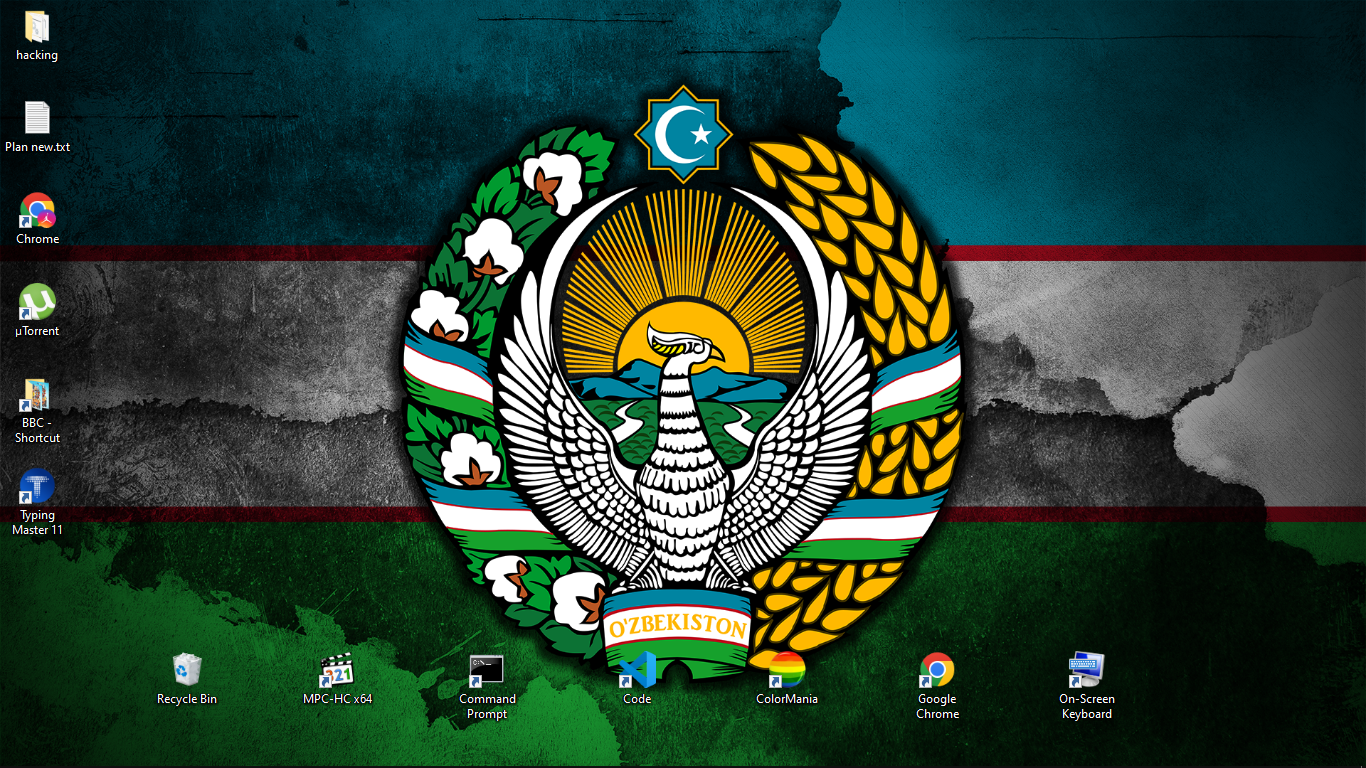 hacking
Plan new.txt
Chrome
µTorrent
BBC -
Shortcut
Typing
Master 11
O'ZBEKISTON
Recycle Bin
MPC-HC x64
Command
Prompt
Code
ColorMania
Google
Chrome
On-Screen
Keyboard